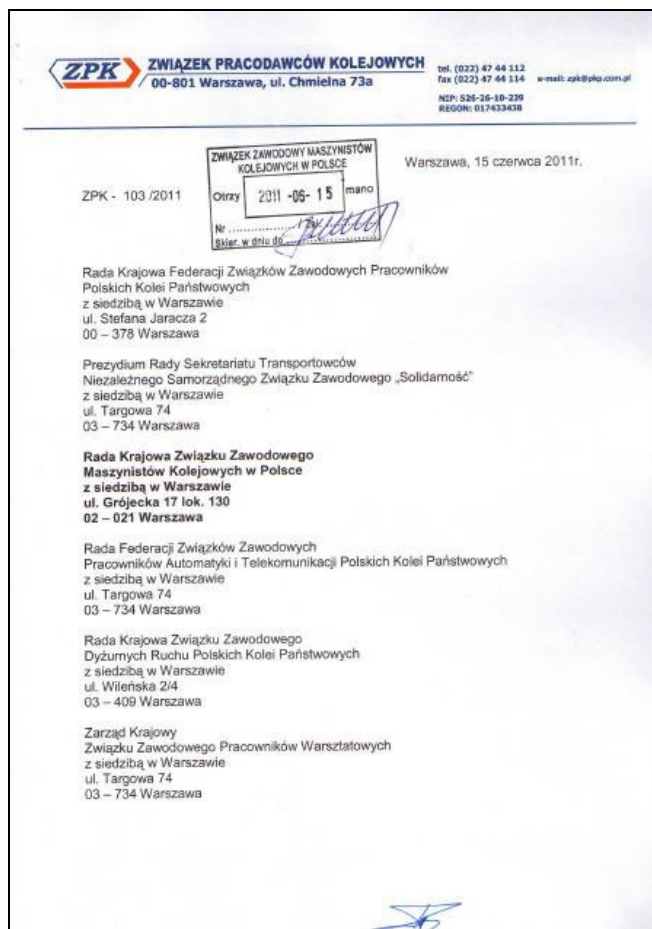 ZPK
ZWIĄZEK PRACODAWCÓW KOLEJOWYCH
00-801 Warszawa, ul. Chmielna 73a
tel. (022) 47 44 112
fax (022) 47 44 114 e-mail: zpk@pkp.com.pl
NIP: 526-26-10-239
REGON: 017433438
ZWIĄZEK ZAWODOWY MASZYNISTÓW
KOLEJOWYCH W POLSCE
Otrzy 2011 -06- 15 mano
Nr
Skier. w dniu do
Warszawa, 15 czerwca 2011r.
ZPK - 103 /2011
Rada Krajowa Federacji Związków Zawodowych Pracowników
Polskich Kolei Państwowych
z siedzibą w Warszawie
ul. Stefana Jaracza 2
00 – 378 Warszawa
Prezydium Rady Sekretariatu Transportowców
Niezależnego Samorządnego Związku Zawodowego „Solidarność”
z siedzibą w Warszawie
ul. Targowa 74
03 – 734 Warszawa
Rada Krajowa Związku Zawodowego
Maszynistów Kolejowych w Polsce
z siedzibą w Warszawie
ul. Grójecka 17 lok. 130
02 – 021 Warszawa
Rada Federacji Związków Zawodowych
Pracowników Automatyki i Telekomunikacji Polskich Kolei Państwowych
z siedzibą w Warszawie
ul. Targowa 74
03 – 734 Warszawa
Rada Krajowa Związku Zawodowego
Dyżurnych Ruchu Polskich Kolei Państwowych
z siedzibą w Warszawie
ul. Wileńska 2/4
03 – 409 Warszawa
Zarząd Krajowy
Związku Zawodowego Pracowników Warsztatowych
z siedzibą w Warszawie
ul. Targowa 74
03 – 734 Warszawa